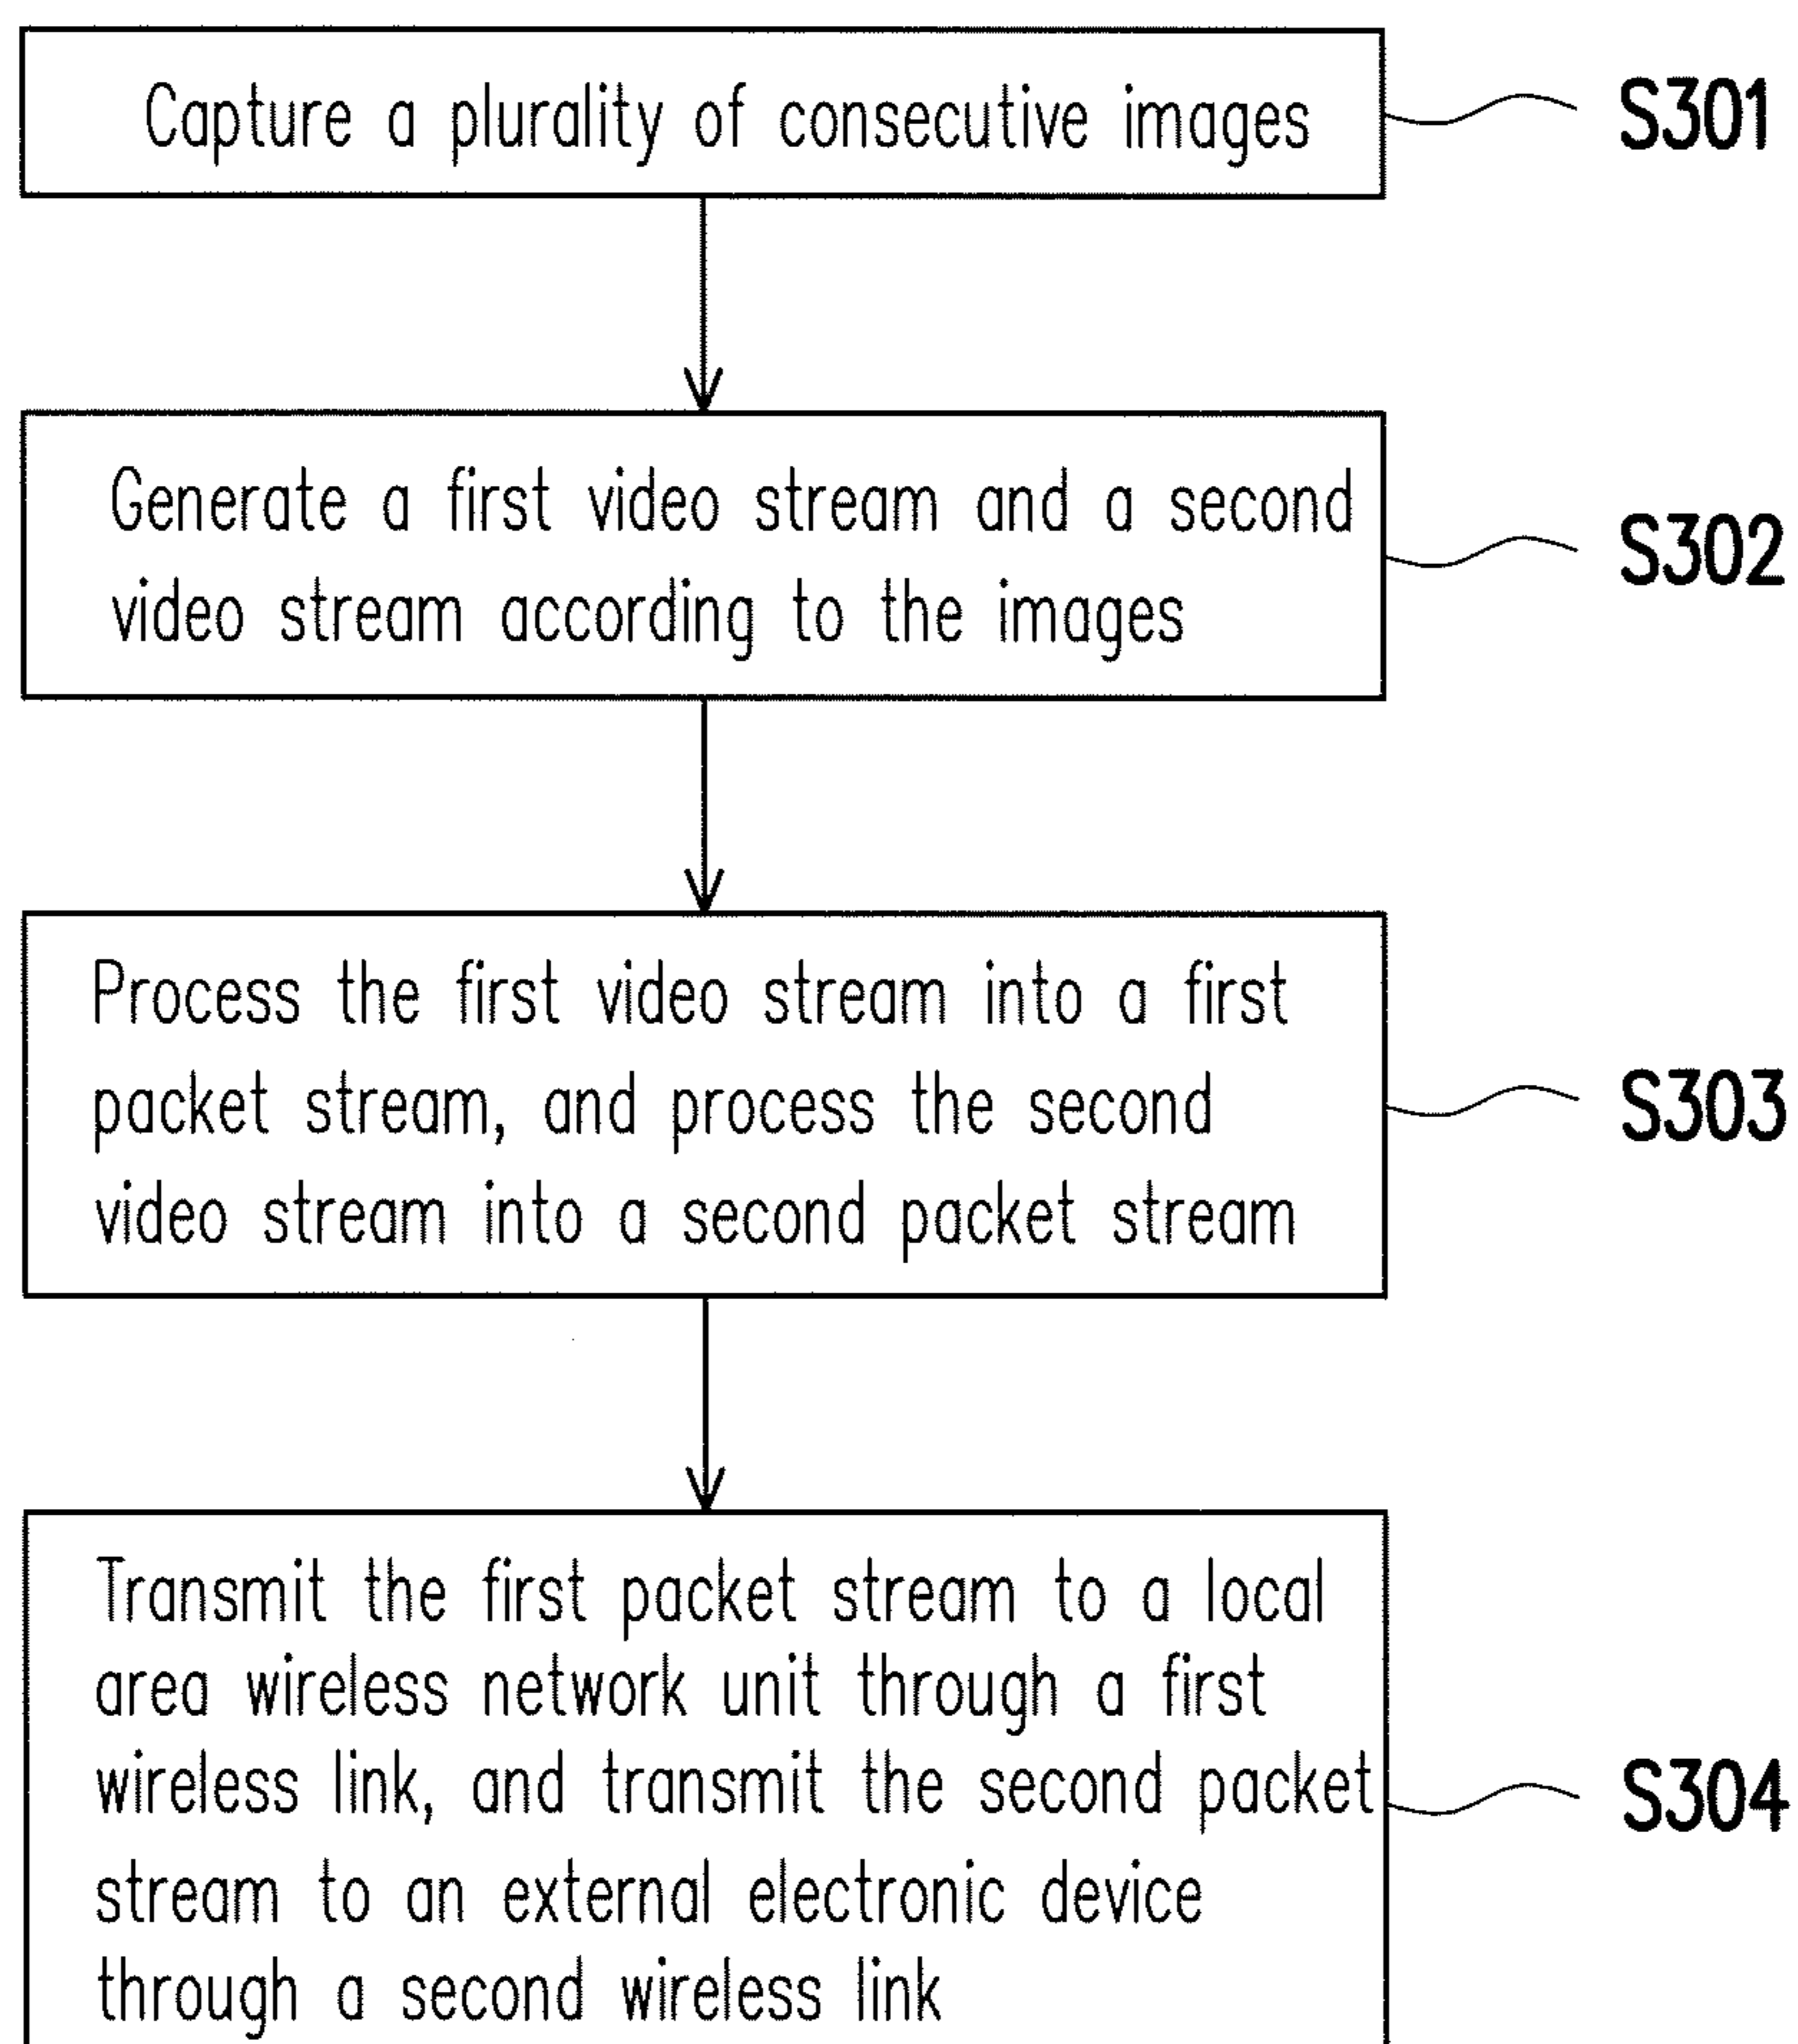 Capture a plurality of consecutive images
S301
Generate a first video stream and a second
video stream according to the images
S302
Process the first video stream into a first
packet stream, and process the second
video stream into a second packet stream
S303
Transmit the first packet stream to a local
area wireless network unit through a first
wireless link, and transmit the second packet
stream to an external electronic device
through a second wireless link
S304